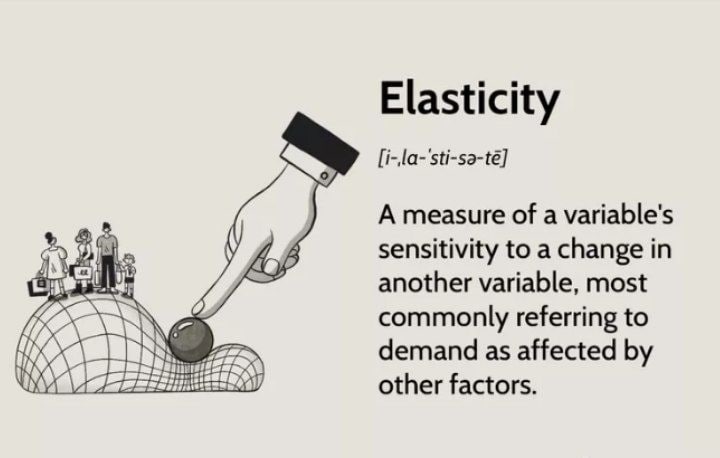 Elasticity
[i-ˌla-ˈsti-sə-tē]
A measure of a variable's
sensitivity to a change in
another variable, most
commonly referring to
demand as affected by
other factors.